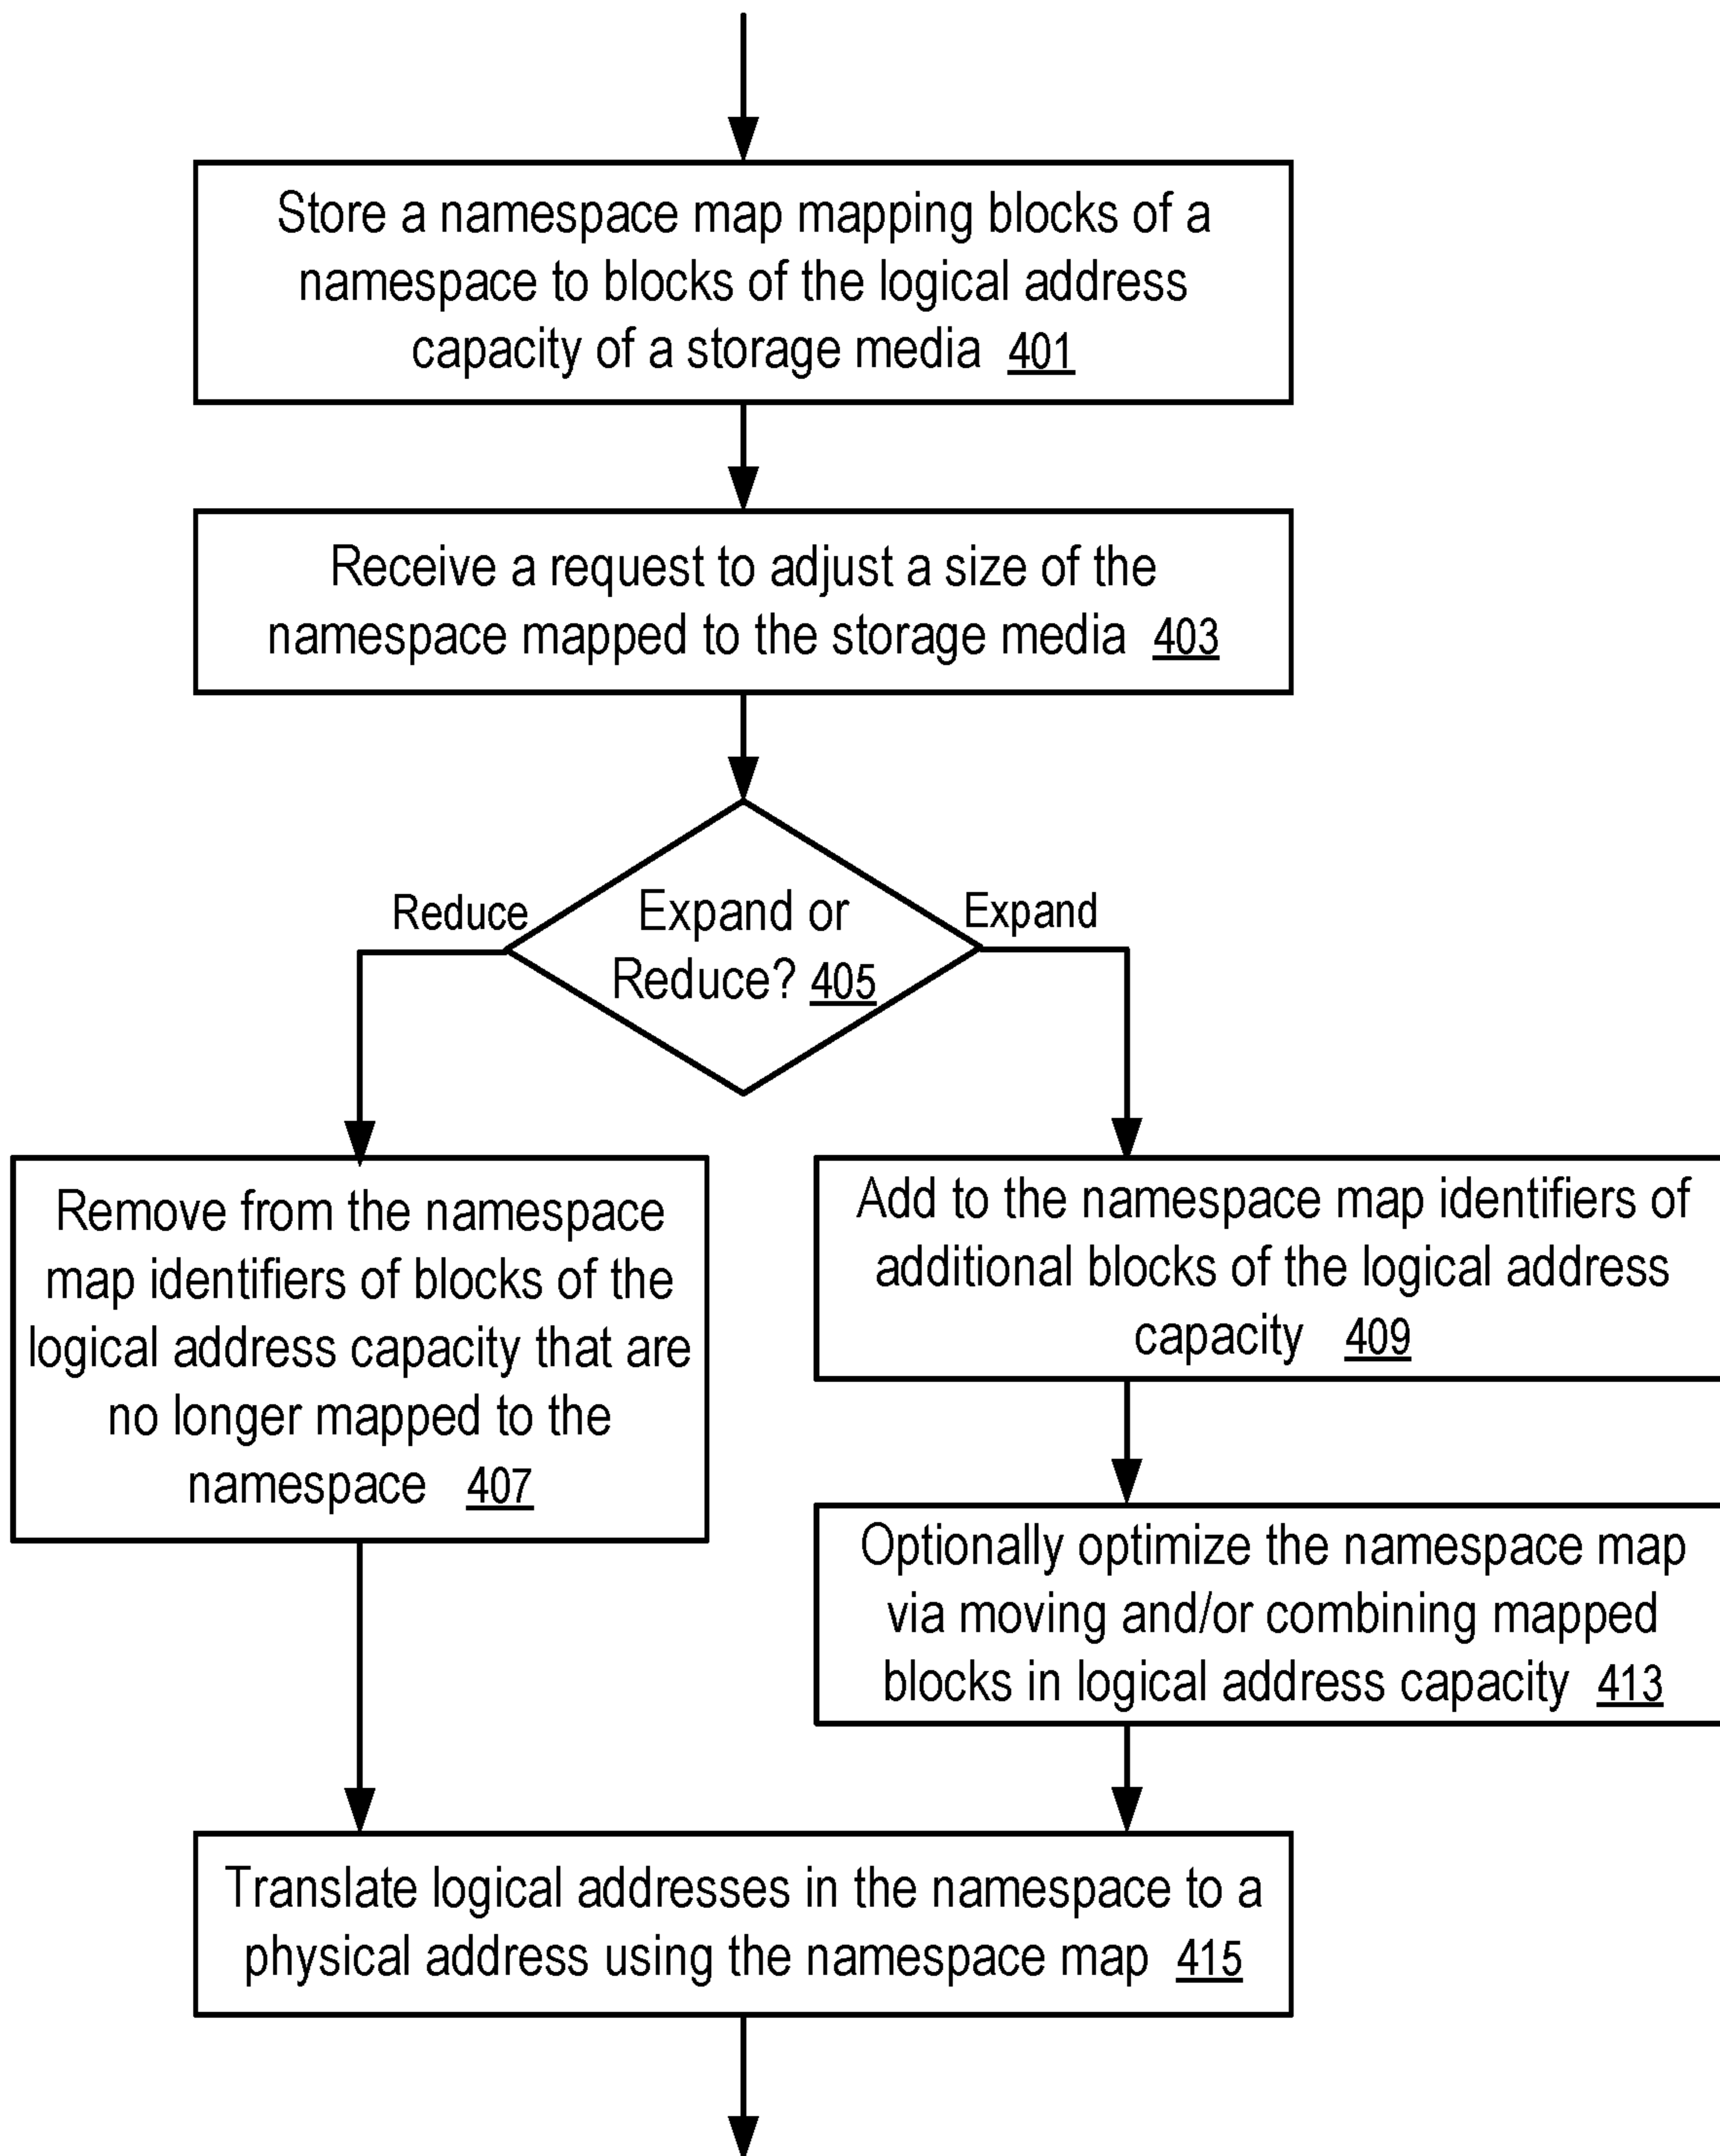 Store a namespace map mapping blocks of a
namespace to blocks of the logical address
capacity of a storage media 401
Receive a request to adjust a size of the
namespace mapped to the storage media 403
Reduce
Expand or
Reduce? 405
Expand
Remove from the namespace
map identifiers of blocks of the
logical address capacity that are
no longer mapped to the
namespace 407
Add to the namespace map identifiers of
additional blocks of the logical address
capacity 409
Optionally optimize the namespace map
via moving and/or combining mapped
blocks in logical address capacity 413
Translate logical addresses in the namespace to a
physical address using the namespace map 415